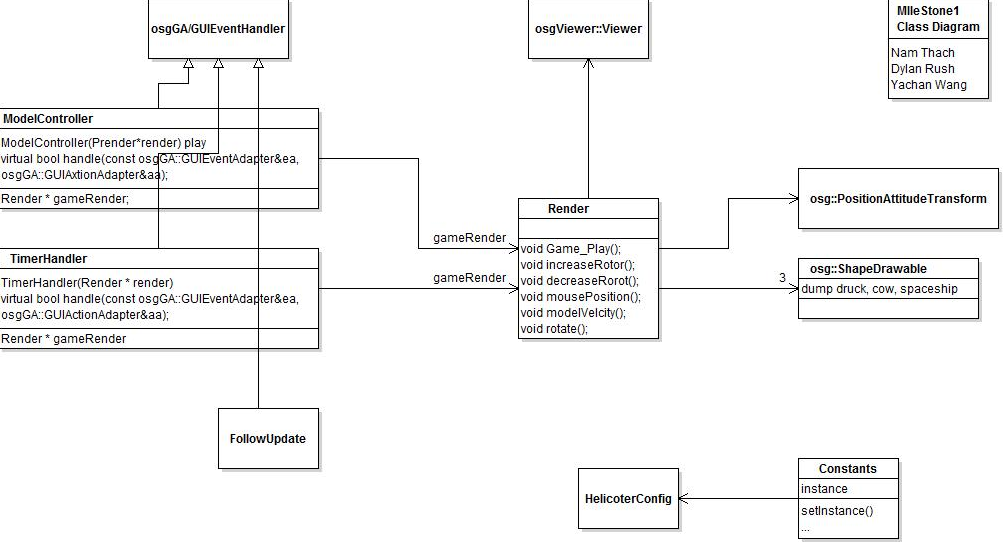 osgGA/GUIEventHandler
osgViewer::Viewer
MIleStone1
Class Diagram
Nam Thach
Dylan Rush
Yachan Wang
ModelController
ModelController(Prender*render) play
virtual bool handle(const osgGA::GUIEventAdapter&ea,
osgGA::GUIAxtionAdapter&aa);
Render * gameRender;
gameRender
TimerHandler
TimerHandler(Render * render)
virtual bool handle(const osgGA::GUIEventAdapter&ea,
osgGA::GUIActionAdapter&aa);
Render * gameRender
gameRender
Render
void Game_Play();
void increaseRotor();
void decreaseRorot();
void mousePosition();
void modelVelcity();
void rotate();
osg::PositionAttitudeTransform
3
osg::ShapeDrawable
dump druck, cow, spaceship
FollowUpdate
HelicoterConfig
Constants
instance
setInstance()
...